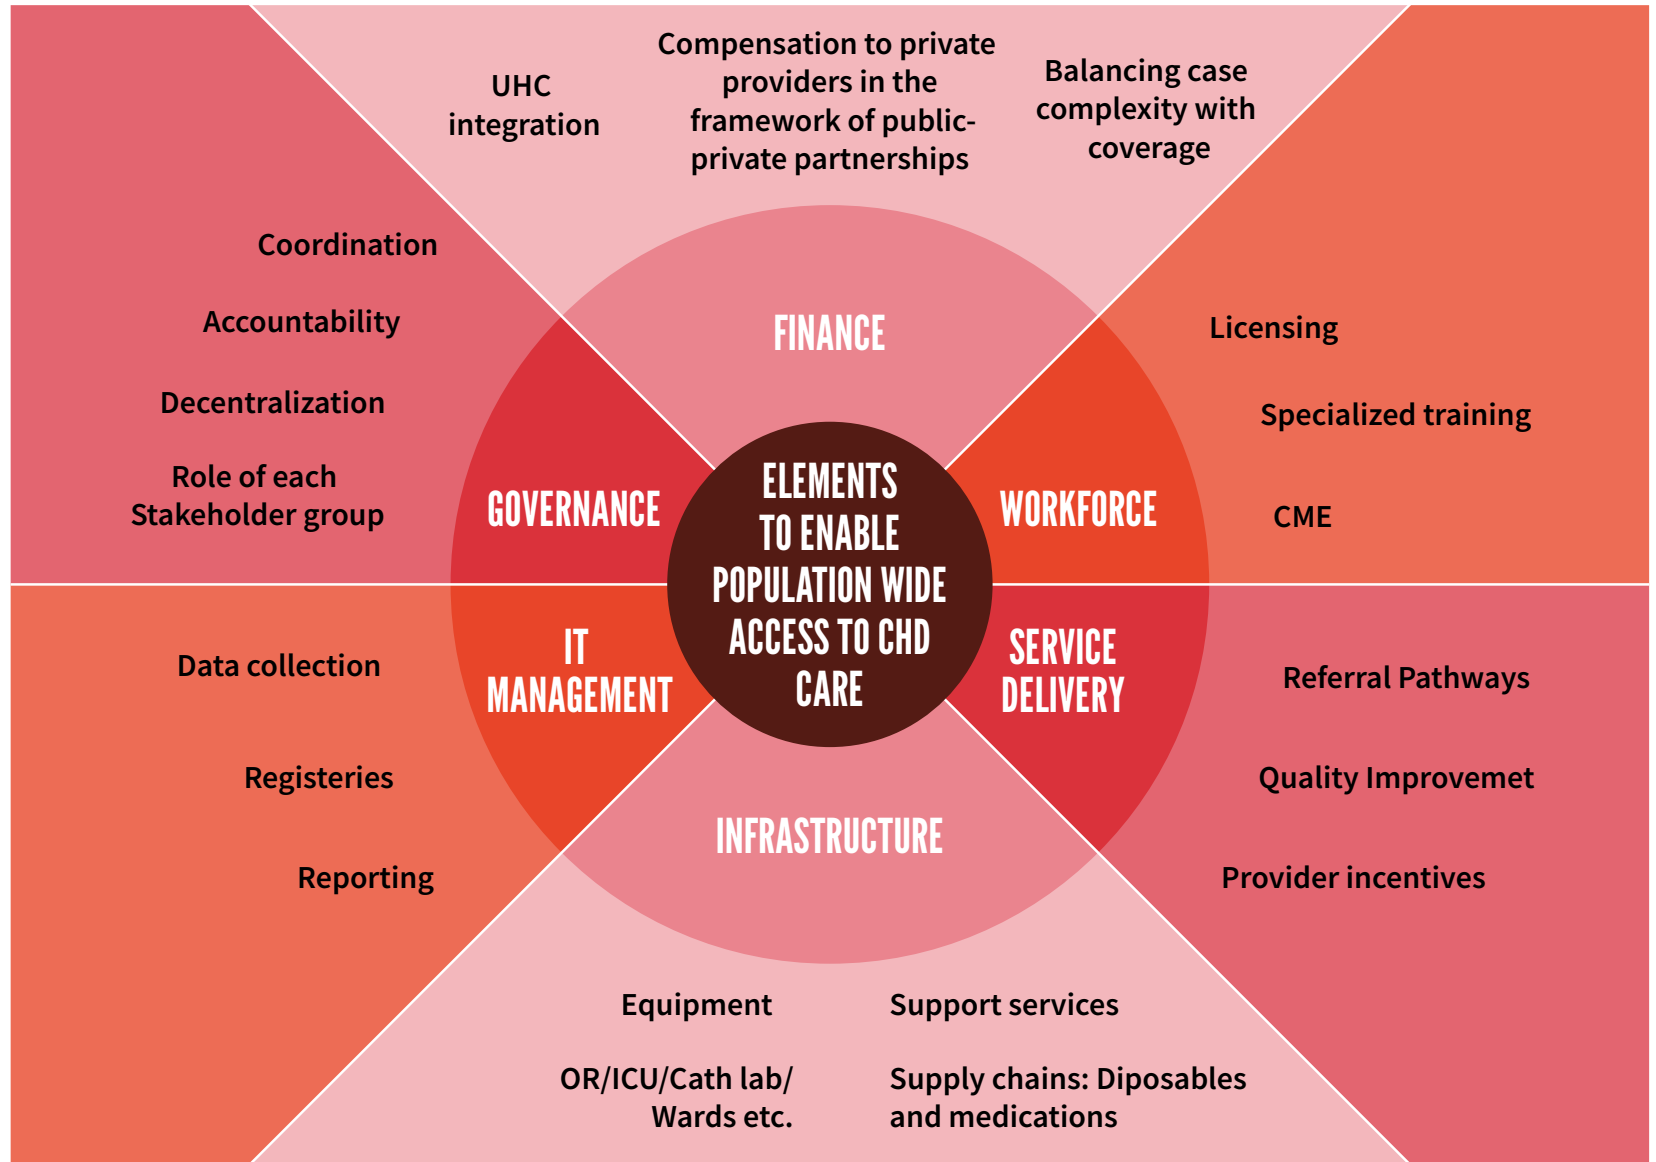 UHC
integration
Compensation to private
providers in the
framework of public-
private partnerships
Balancing case
complexity with
coverage
FINANCE
Coordination
Accountability
Decentralization
Role of each
Stakeholder group
GOVERNANCE
ELEMENTS
TO ENABLE
POPULATION WIDE
ACCESS TO CHD
CARE
WORKFORCE
Licensing
Specialized training
CME
IT
MANAGEMENT
Data collection
Registeries
Reporting
SERVICE
DELIVERY
Referral Pathways
Quality Improvemet
Provider incentives
INFRASTRUCTURE
Equipment
OR/ICU/Cath lab/
Wards etc.
Support services
Supply chains: Diposables
and medications